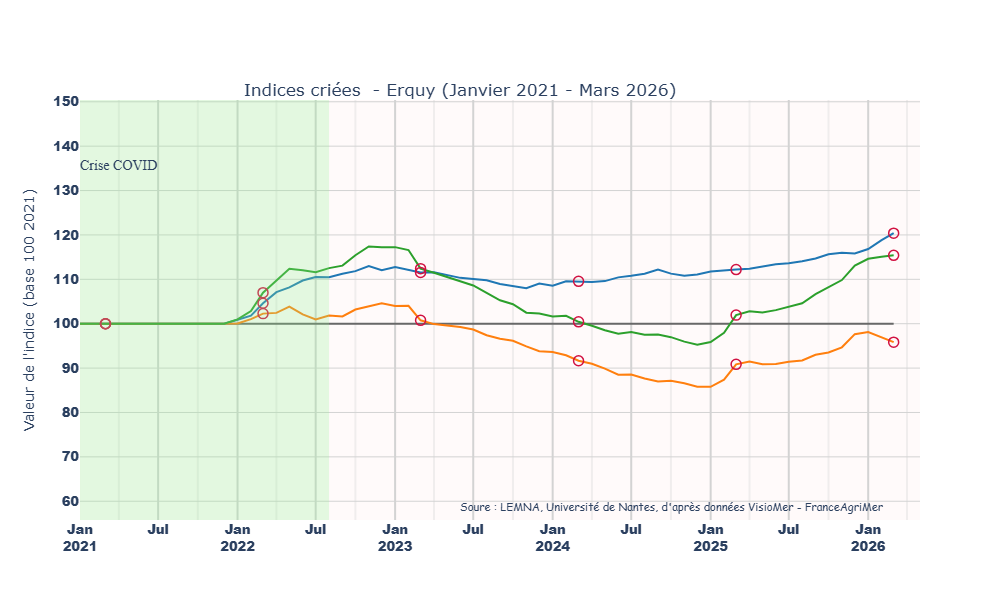 Indices criées  - Erquy (Janvier 2021 - Mars 2026)
Valeur de l'indice (base 100 2021)
150
140
130
120
110
100
90
80
70
60
Crise COVID
Soure : LEMNA, Université de Nantes, d'après données VisioMer - FranceAgriMer
Jan Jul Jan Jul Jan Jul Jan Jul Jan Jul Jan
2021 2022 2023 2024 2025 2026